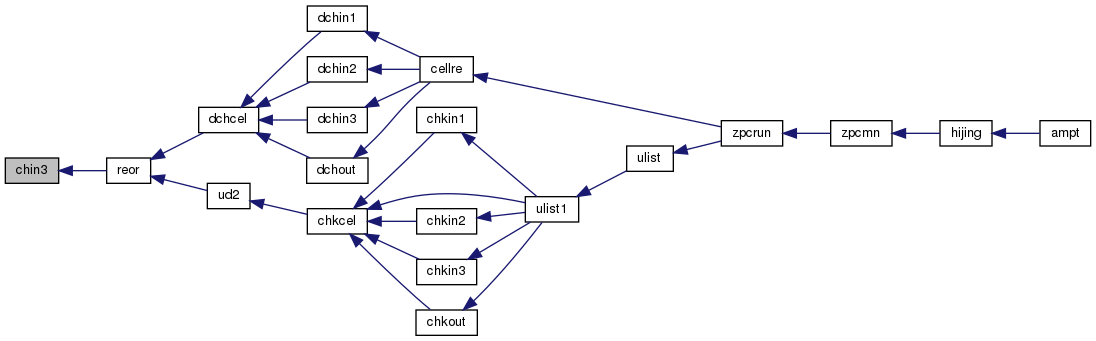 dchin1
dchin2
cellre
dchcel
dchin3
chkin1
zpcrun
zpcmn
hijing
ampt
chin3
reor
dchout
ulist
ud2
chkcel
chkin2
ulist1
chkin3
chkout